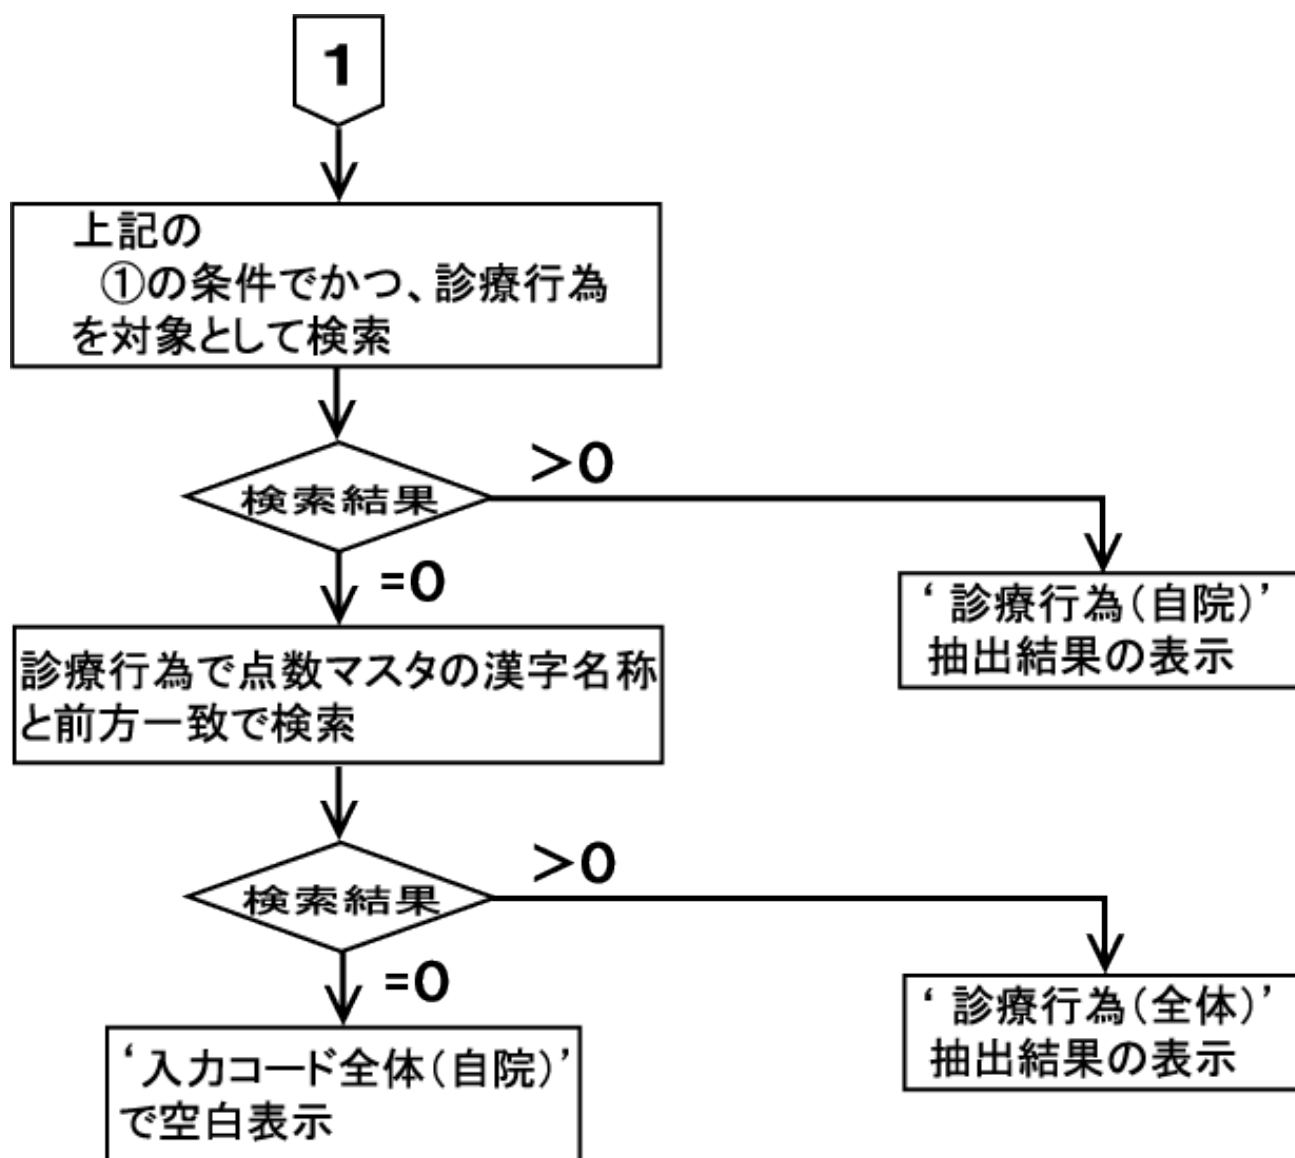 1
上記の
①の条件でかつ、診療行為
を対象として検索
検索結果
>0
=0
‘ 診療行為(自院)’
抽出結果の表示
診療行為で点数マスタの漢字名称
と前方一致で検索
検索結果
>0
=0
‘ 診療行為(全体)’
抽出結果の表示
‘入力コード全体(自院)’
で空白表示